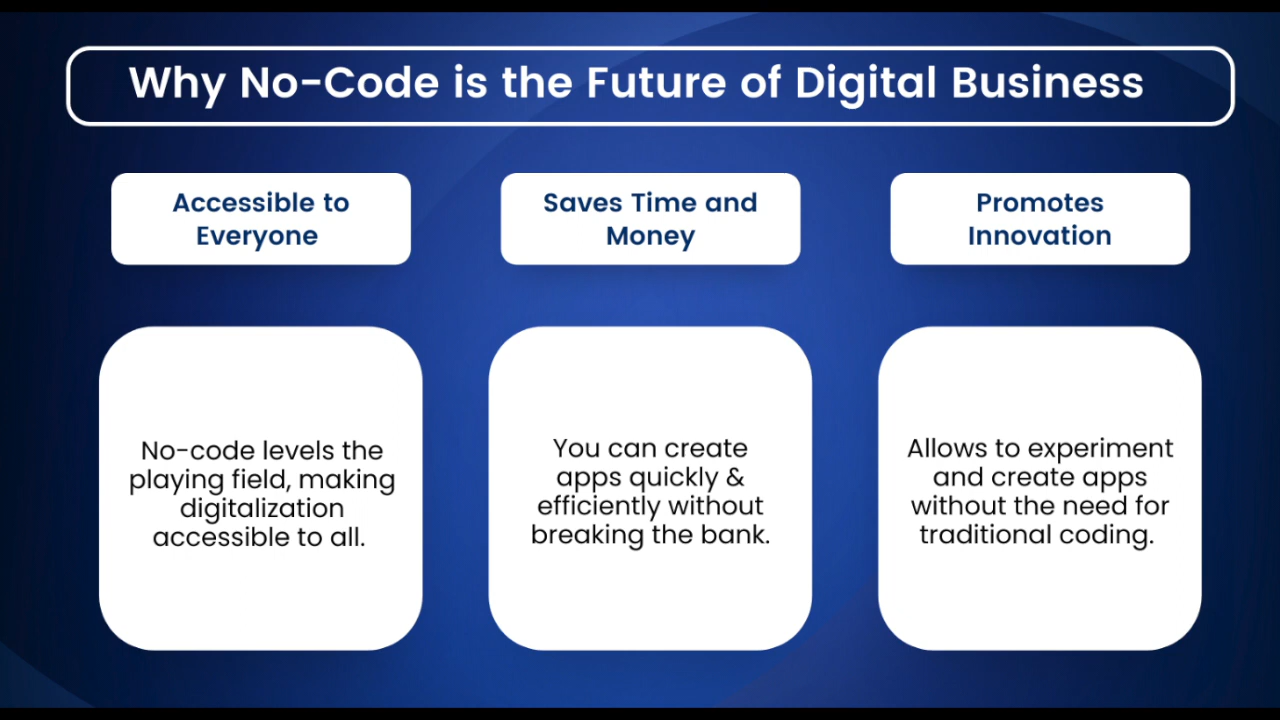 Why No-Code is the Future of Digital Business
Accessible to
Everyone
No-code levels the
playing field, making
digitalization
accessible to all.
Saves Time and
Money
You can create
apps quickly &
efficiently without
breaking the bank.
Promotes
Innovation
Allows to experiment
and create apps
without the need for
traditional coding.